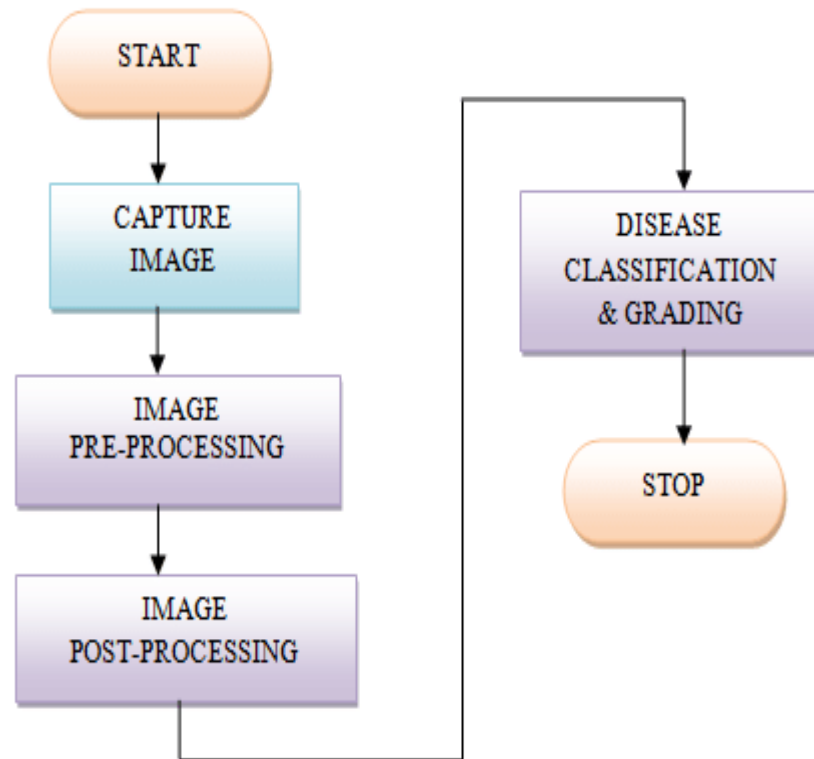 START
CAPTURE
IMAGE
IMAGE
PRE-PROCESSING
IMAGE
POST-PROCESSING
DISEASE
CLASSIFICATION
& GRADING
STOP